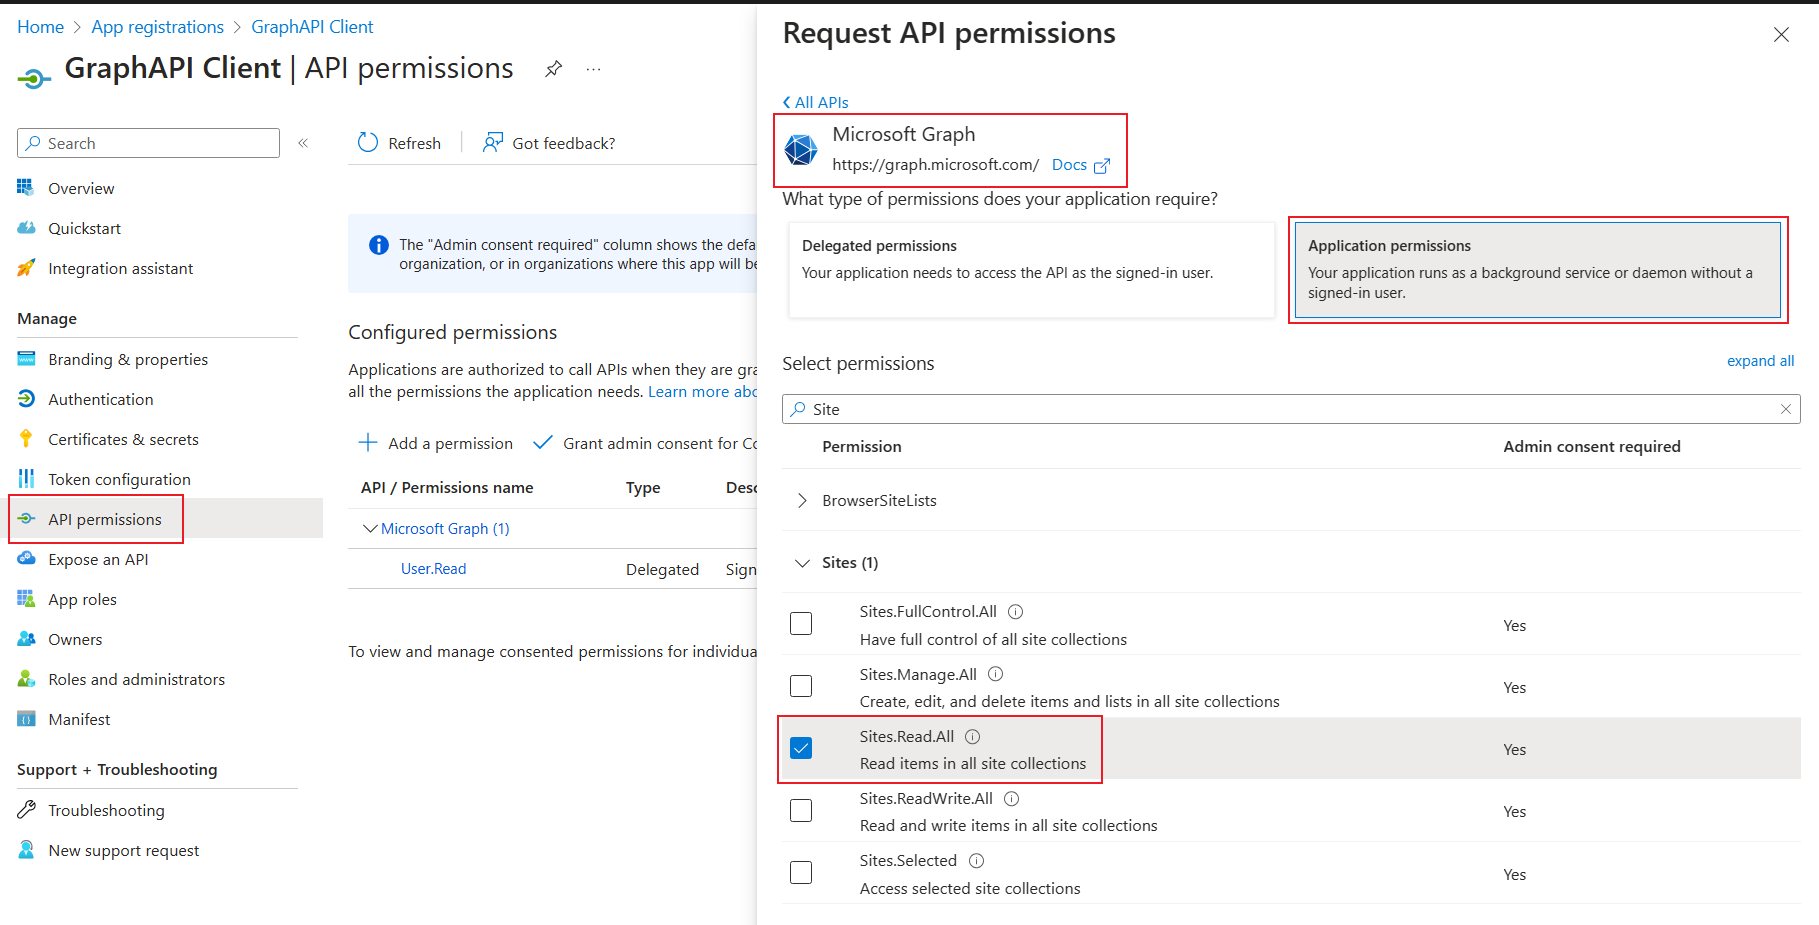 Home > App registrations > GraphAPI Client
GraphAPI Client | API permissions
Search
Overview
Quickstart
Integration assistant
Manage
Branding & properties
Authentication
Certificates & secrets
Token configuration
API permissions
Expose an API
App roles
Owners
Roles and administrators
Manifest
Support + Troubleshooting
Troubleshooting
New support request
Refresh
Got feedback?
The "Admin consent required" column shows the defa
organization, or in organizations where this app will be
Configured permissions
Applications are authorized to call APIs when they are gra
all the permissions the application needs. Learn more abo
Add a permission
Grant admin consent for Co
API / Permissions name Type Desc
Microsoft Graph (1)
User.Read Delegated Sign
To view and manage consented permissions for individua
Request API permissions
All APIs
Microsoft Graph
https://graph.microsoft.com/ Docs
What type of permissions does your application require?
Delegated permissions
Your application needs to access the API as the signed-in user.
Application permissions
Your application runs as a background service or daemon without a
signed-in user.
Select permissions
expand all
Site
Permission Admin consent required
BrowserSiteLists
Sites (1)
Sites.FullControl.All
Have full control of all site collections
Yes
Sites.Manage.All
Create, edit, and delete items and lists in all site collections
Yes
Sites.Read.All
Read items in all site collections
Yes
Sites.ReadWrite.All
Read and write items in all site collections
Yes
Sites.Selected
Access selected site collections
Yes